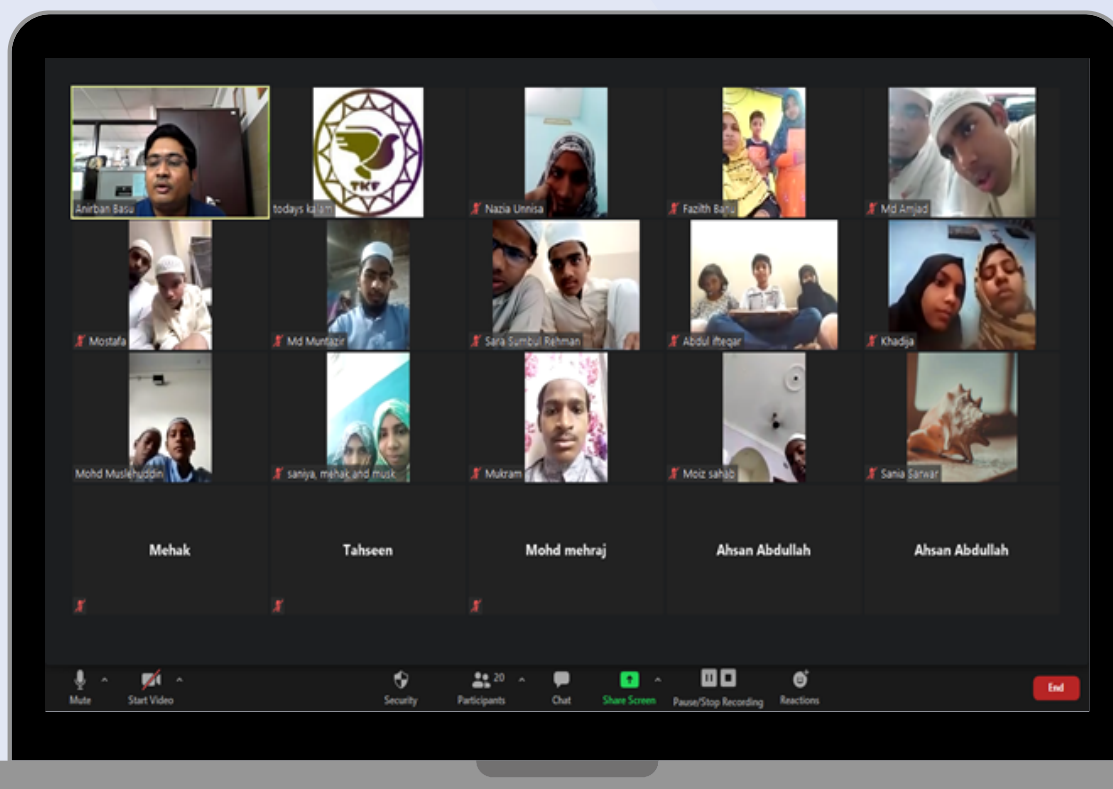 Anirban Basu
TKF
todays kalam
Nazia Unnisa
Fazilth Banu
Md Amjad
Mostafa
Md Muntazir
Sara Sumbul Rehman
Abdul ifteqar
Khadija
Mohd Muslehuddin
saniya, mehak and musk
Mukram
Moiz sahab
Sania Sarwar
Mehak
Tahseen
Mohd mehraj
Ahsan Abdullah
Ahsan Abdullah
20
Mute
Start Video
Security
Participants
Chat
Share Screen
Pause/Stop Recording
Reactions
End